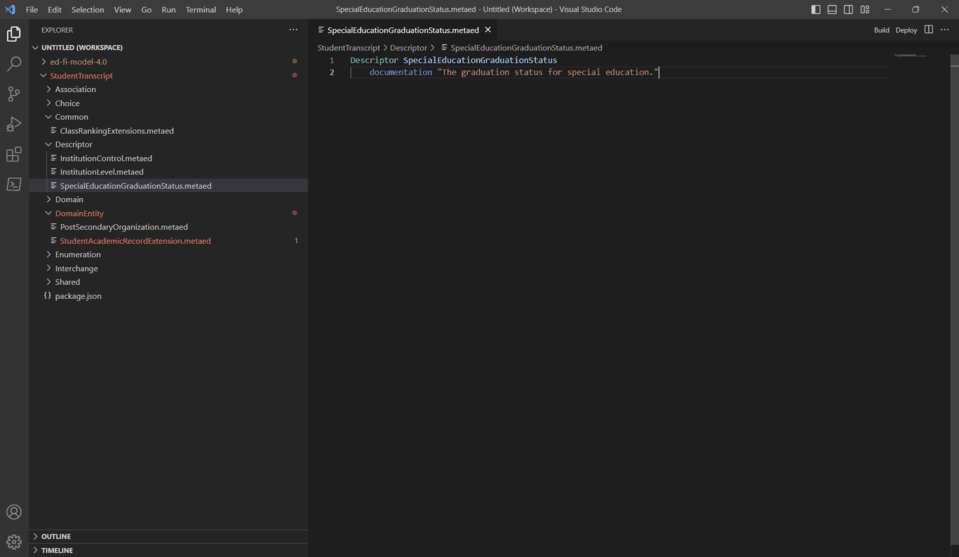 File Edit Selection View Go Run Terminal Help
SpecialEducationGraduationStatus.metaed - Untitled (Workspace) - Visual Studio Code
EXPLORER
UNTITLED (WORKSPACE)
ed-fi-model-4.0
StudentTranscript
Association
Choice
Common
ClassRankingExtensions.metaed
Descriptor
InstitutionControl.metaed
InstitutionLevel.metaed
SpecialEducationGraduationStatus.metaed
Domain
DomainEntity
PostSecondaryOrganization.metaed
StudentAcademicRecordExtension.metaed 1
Enumeration
Interchange
Shared
{} package.json
OUTLINE
TIMELINE
SpecialEducationGraduationStatus.metaed
Build Deploy
StudentTranscript > Descriptor > SpecialEducationGraduationStatus.metaed
1 Descriptor SpecialEducationGraduationStatus
2 documentation "The graduation status for special education."